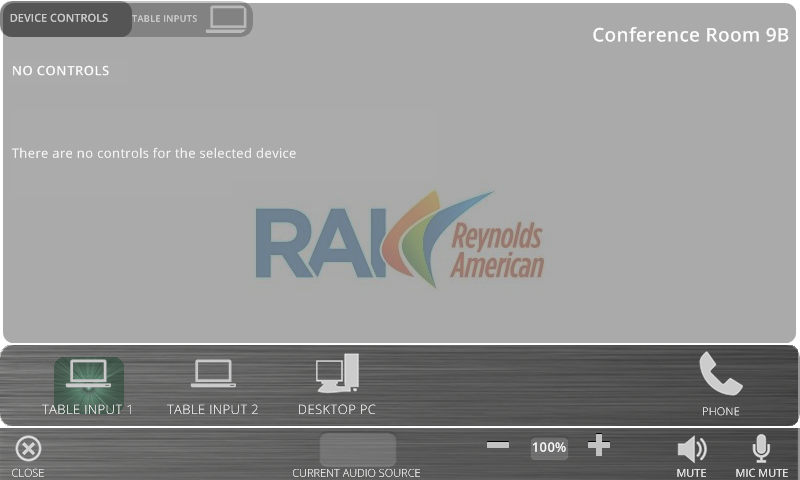 DEVICE CONTROLS
TABLE INPUTS
Conference Room 9B
NO CONTROLS
There are no controls for the selected device
RAI
Reynolds
American
TABLE INPUT 1
TABLE INPUT 2
DESKTOP PC
PHONE
100%
CLOSE
CURRENT AUDIO SOURCE
MUTE
MIC MUTE